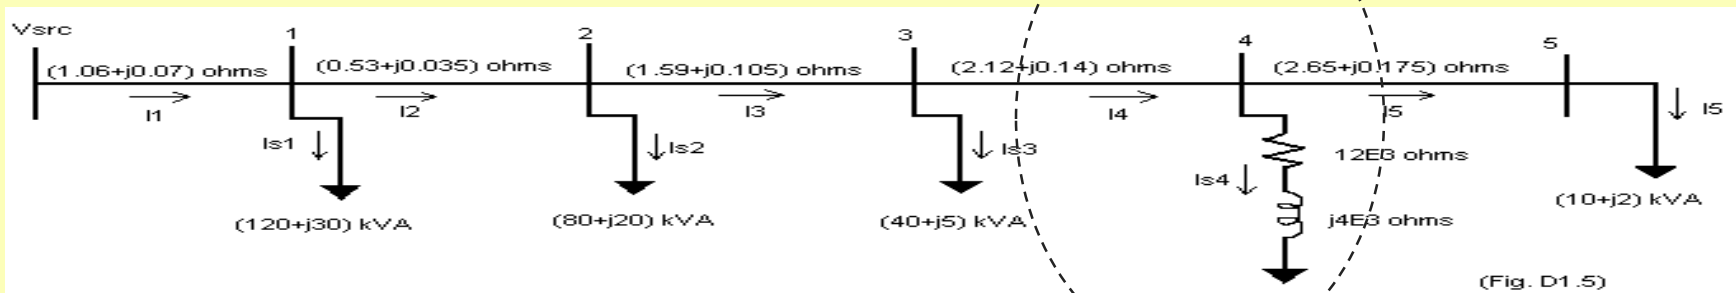 Vsrc
1
2
3
4
5
(1.06+j0.07) ohms
(0.53+j0.035) ohms
(1.59+j0.105) ohms
(2.12+j0.14) ohms
(2.65+j0.175) ohms
I1
I2
I3
I4
I5
I5
Is1
Is2
Is3
Is4
12E3 ohms
j4E3 ohms
(120+j30) kVA
(80+j20) kVA
(40+j5) kVA
(10+j2) kVA
(Fig. D1.5)